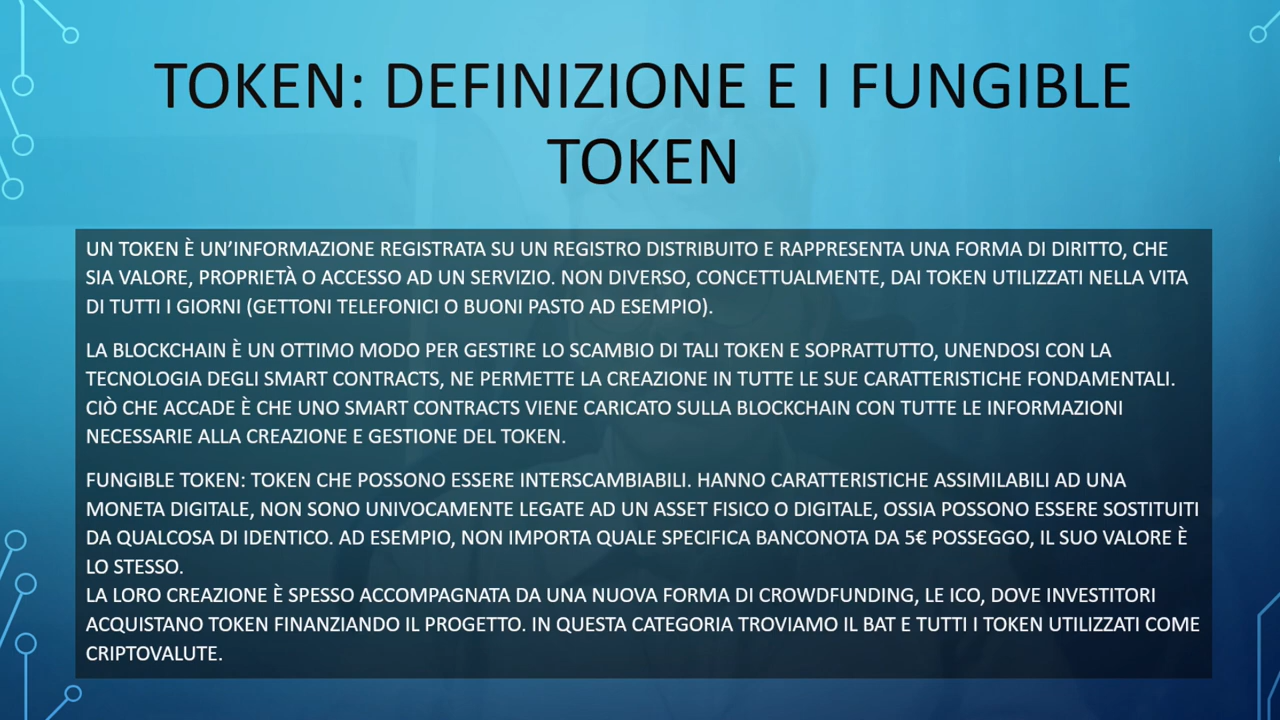 TOKEN: DEFINIZIONE E I FUNGIBLE
TOKEN
UN TOKEN È UN'INFORMAZIONE REGISTRATA SU UN REGISTRO DISTRIBUITO E RAPPRESENTA UNA FORMA DI DIRITTO, CHE
SIA VALORE, PROPRIETÀ O ACCESSO AD UN SERVIZIO. NON DIVERSO, CONCETTUALMENTE, DAI TOKEN UTILIZZATI NELLA VITA
DI TUTTI I GIORNI (GETTONI TELEFONICI O BUONI PASTO AD ESEMPIO).
LA BLOCKCHAIN È UN OTTIMO MODO PER GESTIRE LO SCAMBIO DI TALI TOKEN E SOPRATTUTTO, UNENDOSI CON LA
TECNOLOGIA DEGLI SMART CONTRACTS, NE PERMETTE LA CREAZIONE IN TUTTE LE SUE CARATTERISTICHE FONDAMENTALI.
CIÒ CHE ACCADE È CHE UNO SMART CONTRACTS VIENE CARICATO SULLA BLOCKCHAIN CON TUTTE LE INFORMAZIONI
NECESSARIE ALLA CREAZIONE E GESTIONE DEL TOKEN.
FUNGIBLE TOKEN: TOKEN CHE POSSONO ESSERE INTERSCAMBIABILI. HANNO CARATTERISTICHE ASSIMILABILI AD UNA
MONETA DIGITALE, NON SONO UNIVOCAMENTE LEGATE AD UN ASSET FISICO O DIGITALE, OSSIA POSSONO ESSERE SOSTITUITI
DA QUALCOSA DI IDENTICO. AD ESEMPIO, NON IMPORTA QUALE SPECIFICA BANCONOTA DA 5€ POSSEGGO, IL SUO VALORE È
LO STESSO.
LA LORO CREAZIONE È SPESSO ACCOMPAGNATA DA UNA NUOVA FORMA DI CROWDFUNDING, LE ICO, DOVE INVESTITORI
ACQUISTANO TOKEN FINANZIANDO IL PROGETTO. IN QUESTA CATEGORIA TROVIAMO IL BAT E TUTTI I TOKEN UTILIZZATI COME
CRIPTOVALUTE.